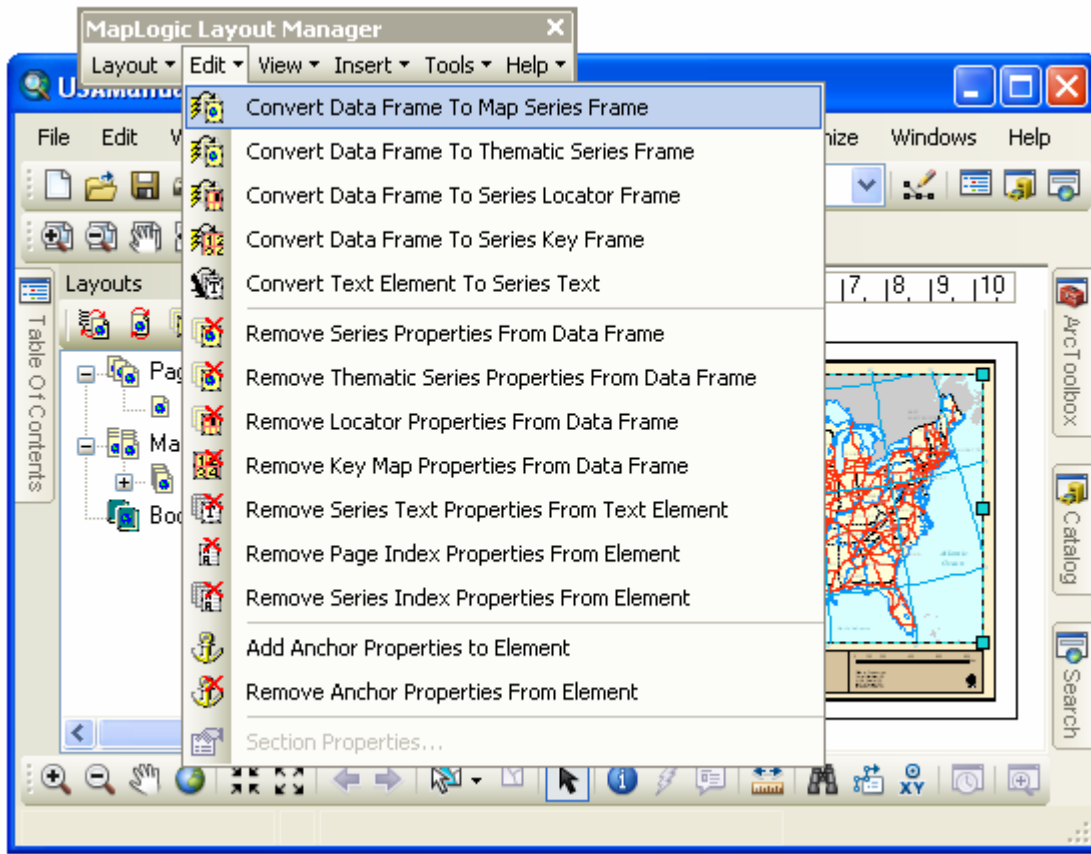 MapLogic Layout Manager
Layout Edit View Insert Tools Help
File Edit
Windows Help
Layouts
Table Of Contents
Convert Data Frame To Map Series Frame
Convert Data Frame To Thematic Series Frame
Convert Data Frame To Series Locator Frame
Convert Data Frame To Series Key Frame
Convert Text Element To Series Text
Remove Series Properties From Data Frame
Remove Thematic Series Properties From Data Frame
Remove Locator Properties From Data Frame
Remove Key Map Properties From Data Frame
Remove Series Text Properties From Text Element
Remove Page Index Properties From Element
Remove Series Index Properties From Element
Add Anchor Properties to Element
Remove Anchor Properties From Element
Section Properties...
7 8 9 10
ArcToolbox
Catalog
Search
XY